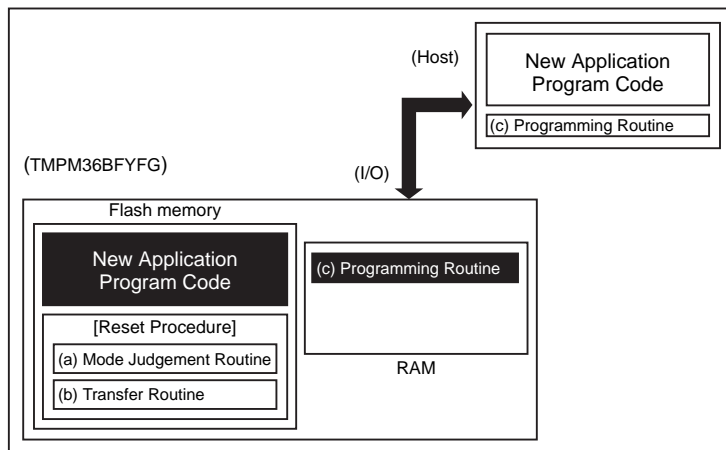 (Host)
New Application
Program Code
(c) Programming Routine
(TMPM36BFYFG)
(I/O)
Flash memory
New Application
Program Code
[Reset Procedure]
(a) Mode Judgement Routine
(b) Transfer Routine
(c) Programming Routine
RAM